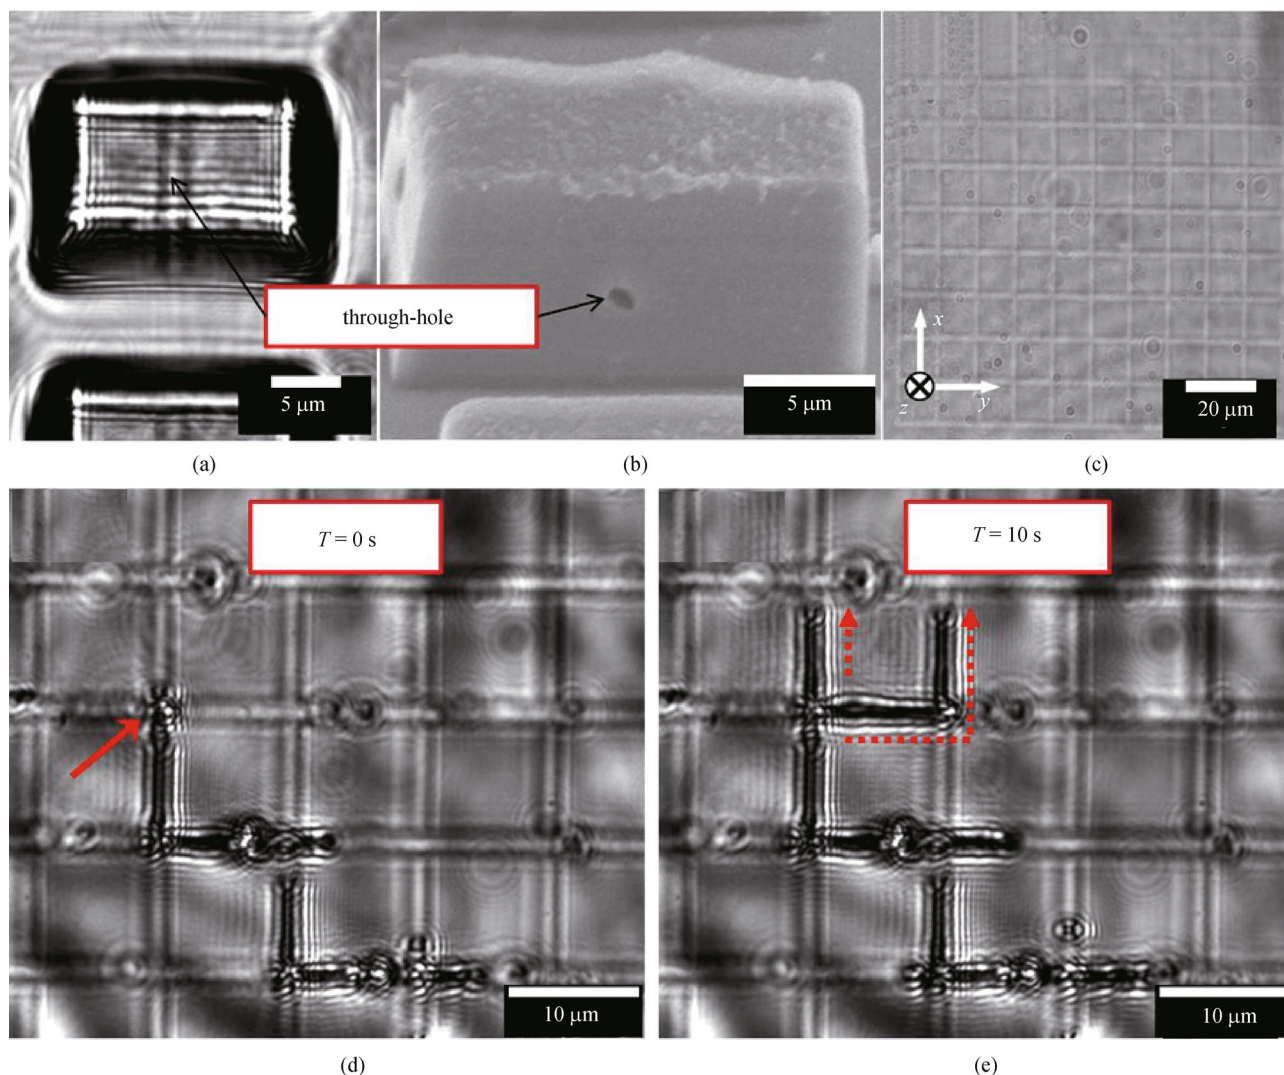 through-hole
5 μm
5 μm
x
z
y
20 μm
(a)
(b)
(c)
T = 0 s
T = 10 s
10 μm
10 μm
(d)
(e)